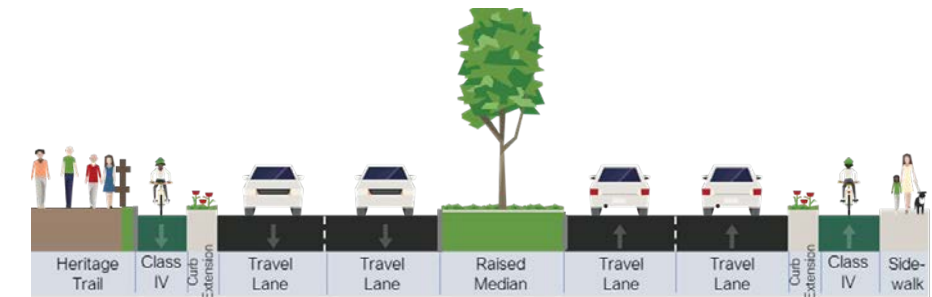 Heritage
Trail
Class
IV
Curb
Extension
Travel
Lane
Travel
Lane
Raised
Median
Travel
Lane
Travel
Lane
Curb
Extension
Class
IV
Side-
walk